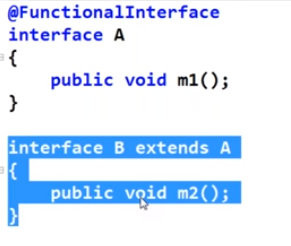 @FunctionalInterface
interface A
{
public void m1();
}
interface B extends A
{
public void m2();
}